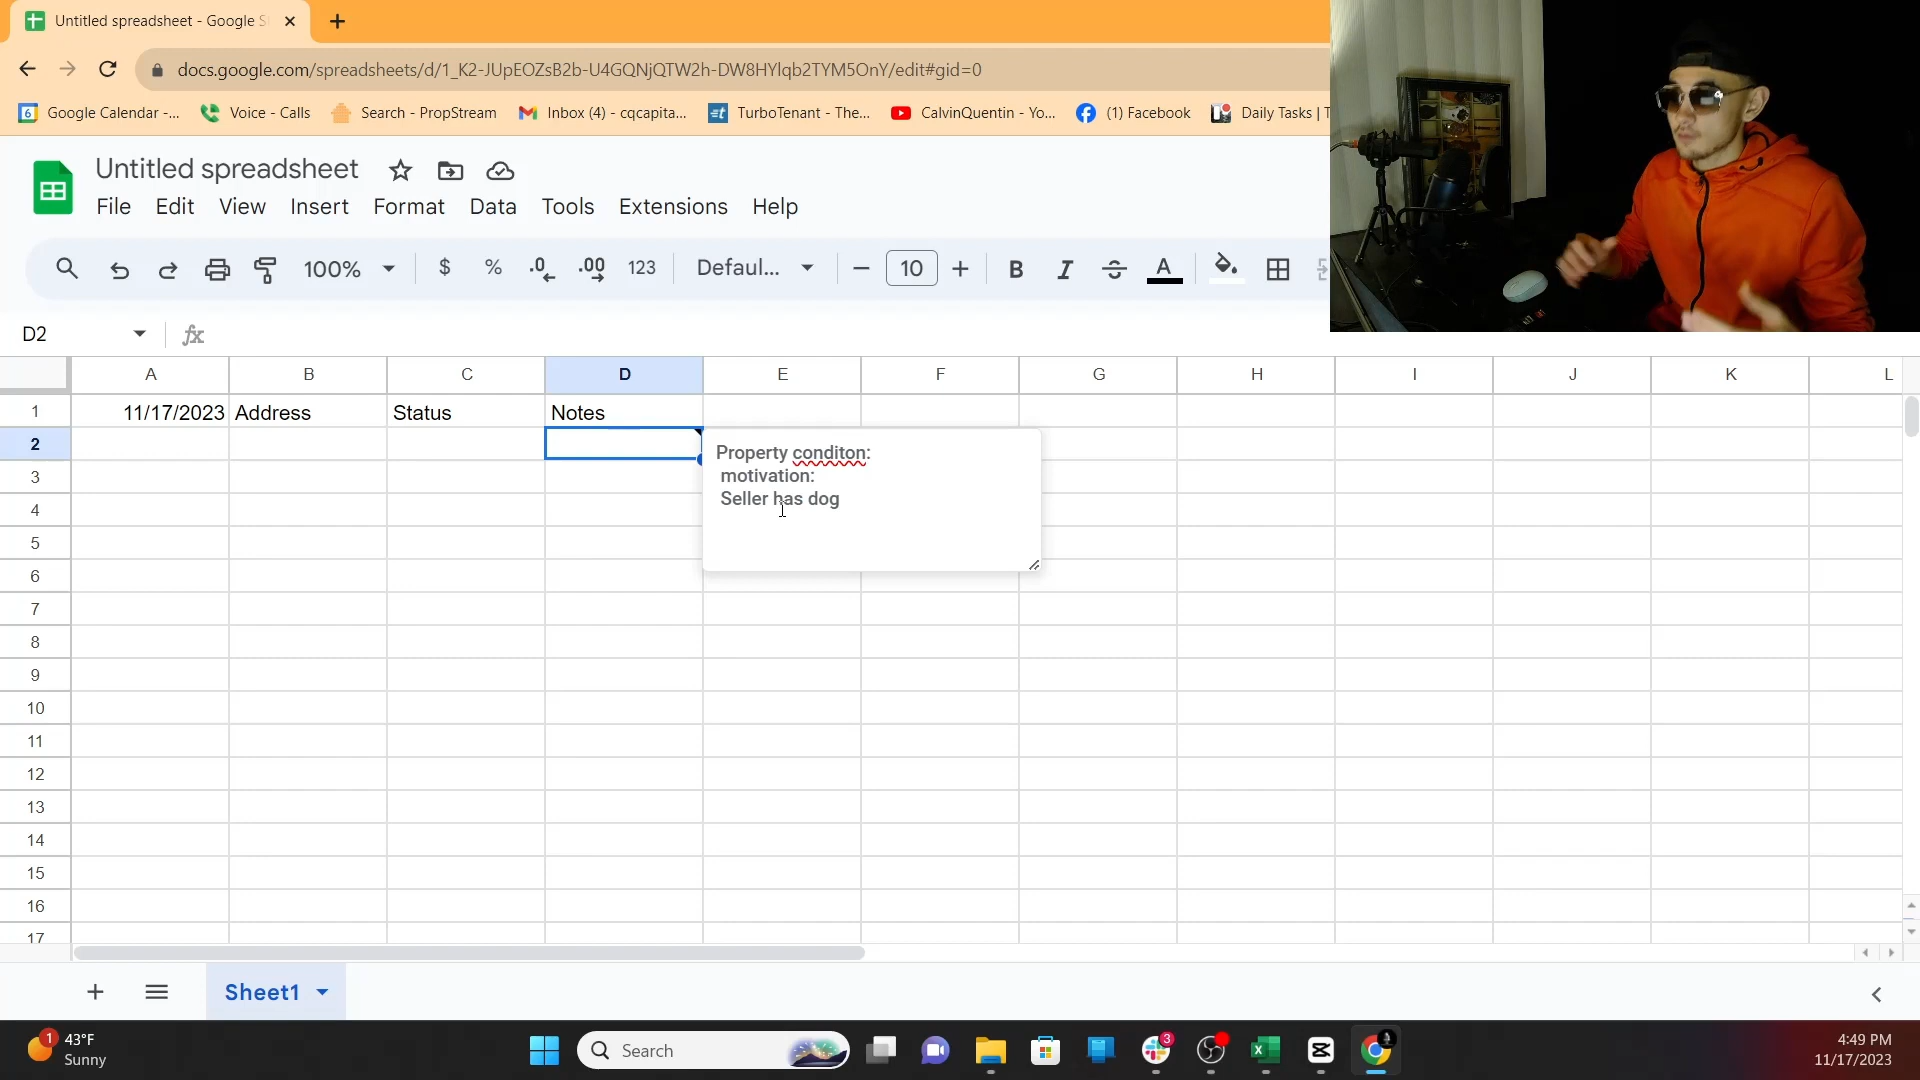 Untitled spreadsheet - Google S
docs.google.com/spreadsheets/d/1_K2-JUpEOZsB2b-U4GQNjQTW2h-DW8HYlqb2TYM5OnY/edit#gid=0
6 Google Calendar -... Voice - Calls Search - PropStream Inbox (4) - cqcapita... TurboTenant - The... CalvinQuentin - Yo... (1) Facebook Daily Tasks | T
Untitled spreadsheet
File Edit View Insert Format Data Tools Extensions Help
100% $ % .0 .00 123 Defaul... 10 B I S A
D2 fx
A B C D E F G H I J K L
1 11/17/2023 Address Status Notes
2
Property conditon:
motivation:
Seller has dog
3
4
5
6
7
8
9
10
11
12
13
14
15
16
17
Sheet1
1 43°F
Sunny
Search
3
4:49 PM
11/17/2023